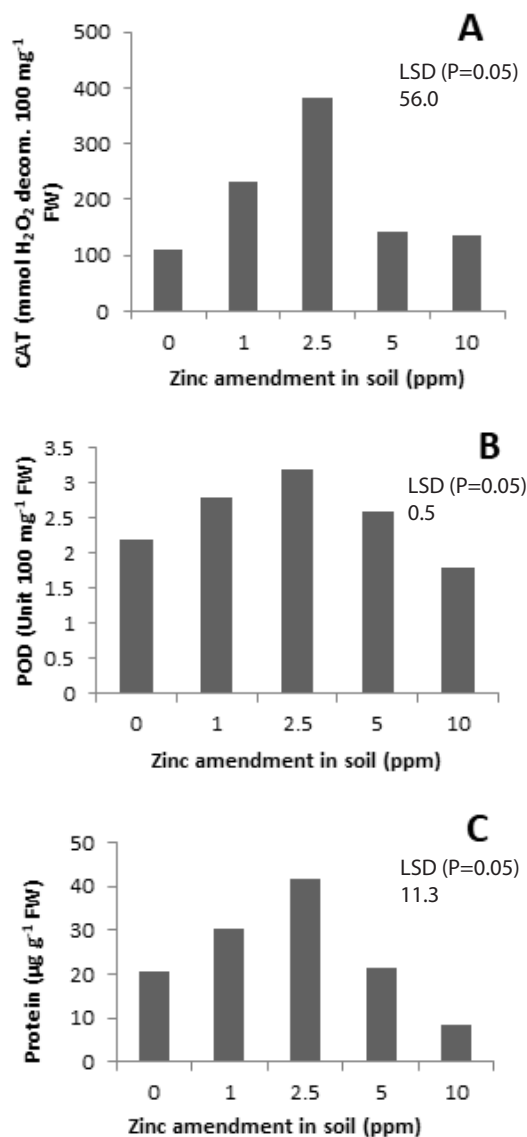 A
LSD (P=0.05)
56.0
CAT (mmol H₂O₂ decom. 100 mg⁻¹
FW)
500
400
300
200
100
0
0 1 2.5 5 10
Zinc amendment in soil (ppm)
B
LSD (P=0.05)
0.5
POD (Unit 100 mg⁻¹ FW)
3.5
3
2.5
2
1.5
1
0.5
0
0 1 2.5 5 10
Zinc amendment in soil (ppm)
C
LSD (P=0.05)
11.3
Protein (µg g⁻¹ FW)
50
40
30
20
10
0
0 1 2.5 5 10
Zinc amendment in soil (ppm)